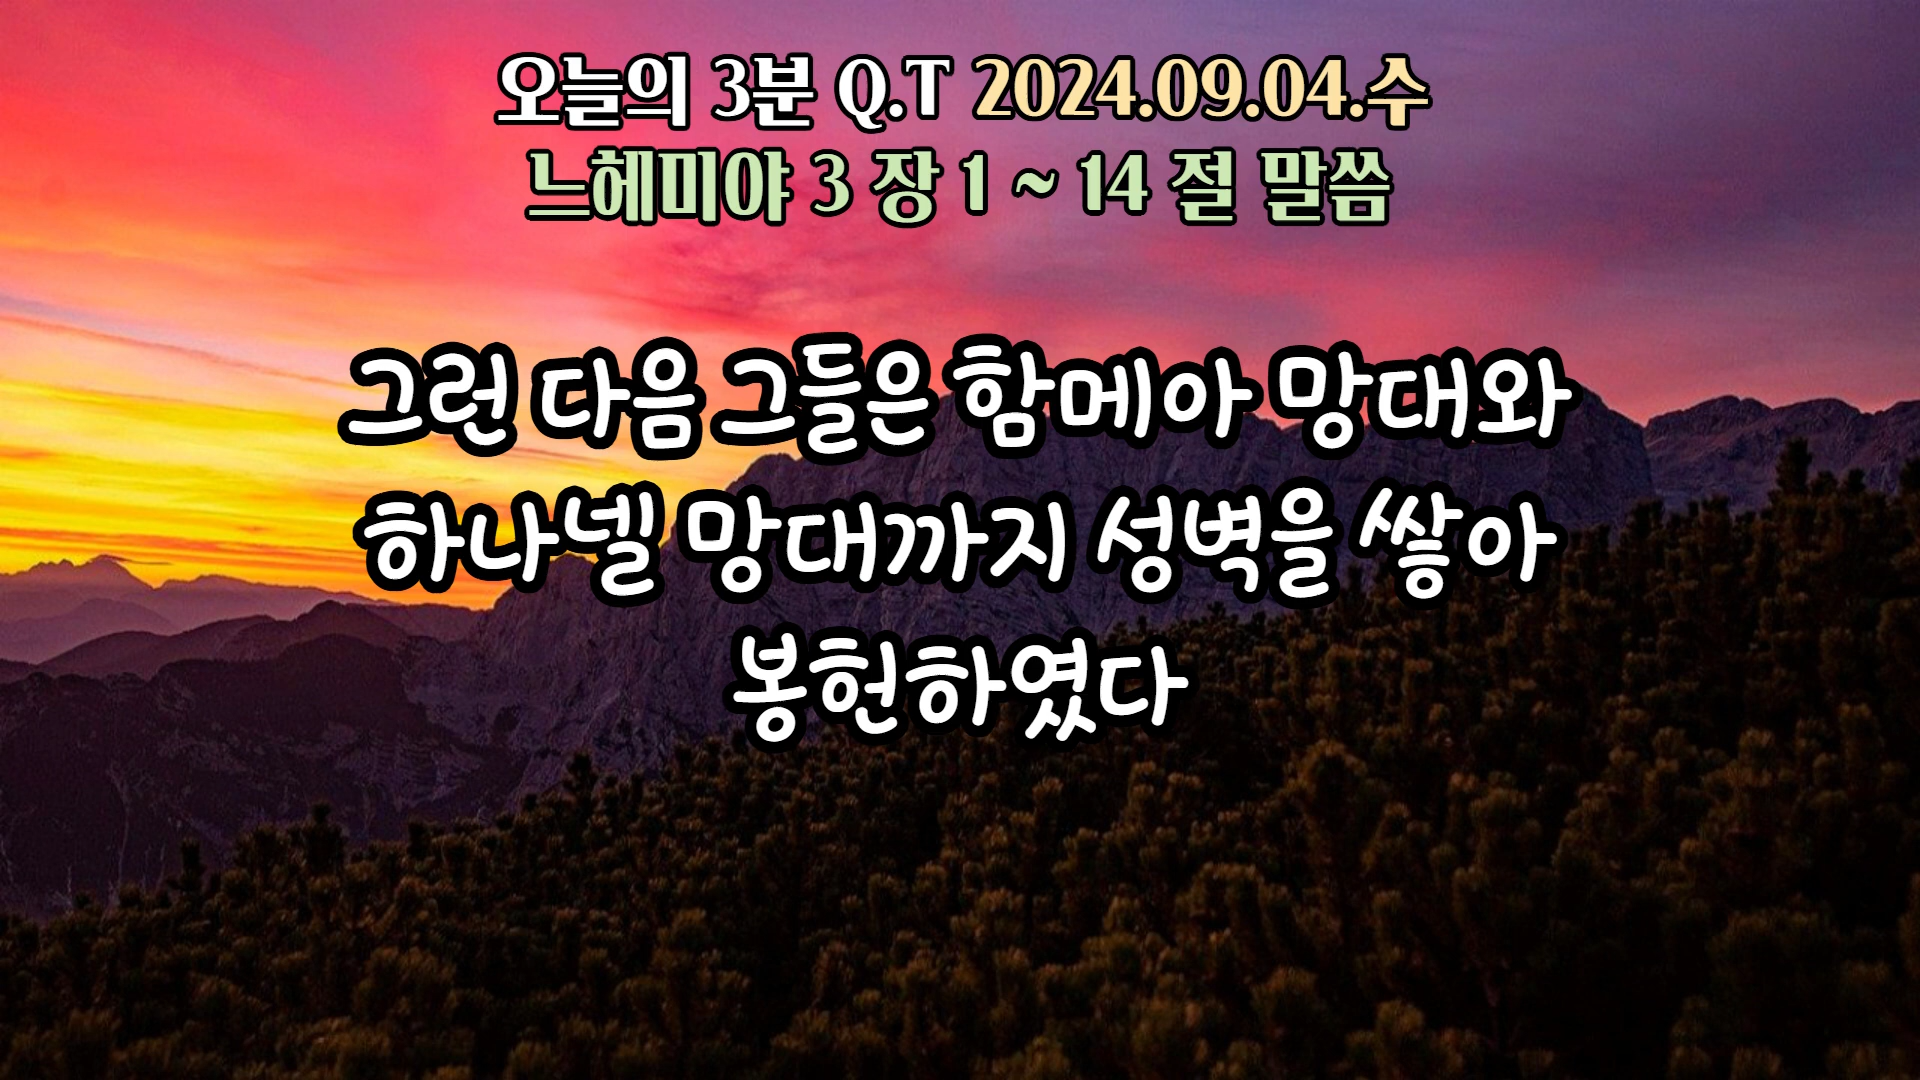 오늘의 3분 Q.T 2024.09.04.수
느헤미야 3 장 1 ~ 14 절 말씀
그런 다음 그들은 함메아 망대와
하나넬 망대까지 성벽을 쌓아
봉헌하였다